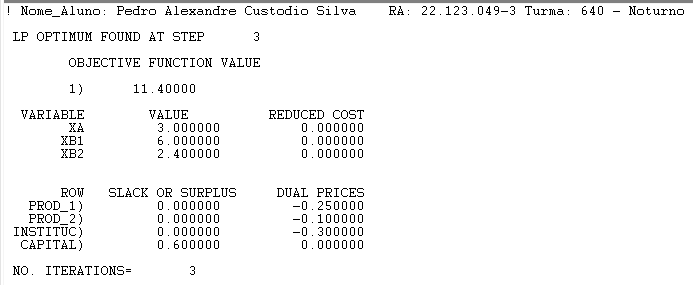 ! Nome_Aluno: Pedro Alexandre Custodio Silva    RA: 22.123.049-3 Turma: 640 - Noturno
LP OPTIMUM FOUND AT STEP      3
OBJECTIVE FUNCTION VALUE
1)      11.40000
VARIABLE        VALUE          REDUCED COST
XA         3.000000          0.000000
XB1         6.000000          0.000000
XB2         2.400000          0.000000
ROW   SLACK OR SURPLUS     DUAL PRICES
PROD_1)         0.000000         -0.250000
PROD_2)         0.000000         -0.100000
INSTITUC)         0.000000         -0.300000
CAPITAL)         0.600000          0.000000
NO. ITERATIONS=       3